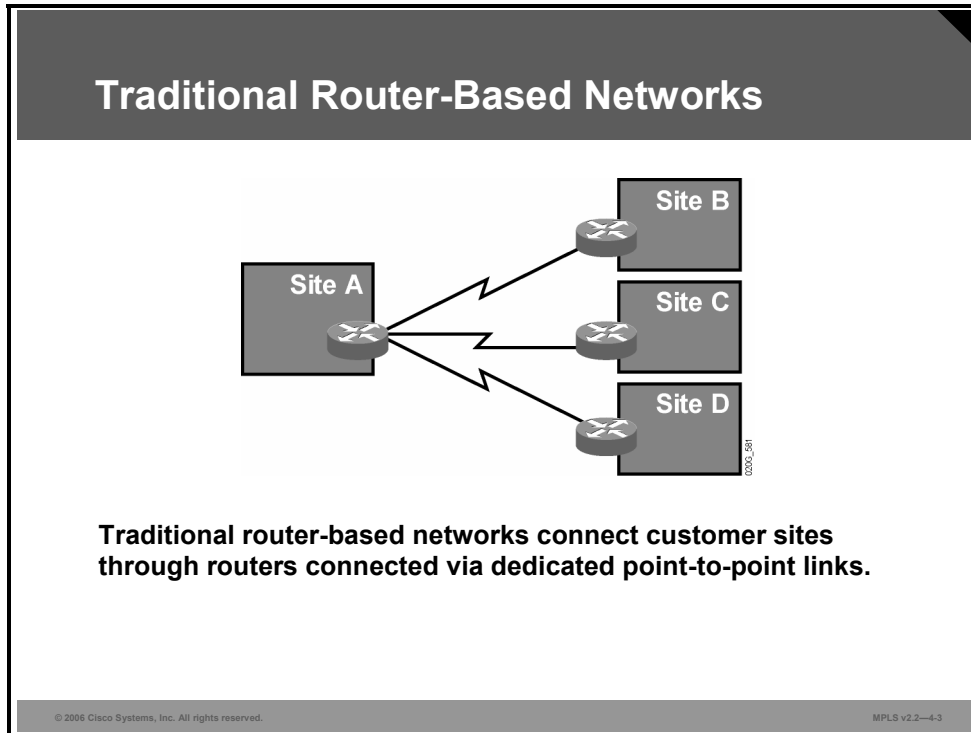 Traditional Router-Based Networks
Site A
Site B
Site C
Site D
020G_581
Traditional router-based networks connect customer sites
through routers connected via dedicated point-to-point links.
© 2006 Cisco Systems, Inc. All rights reserved.
MPLS v2.2—4-3